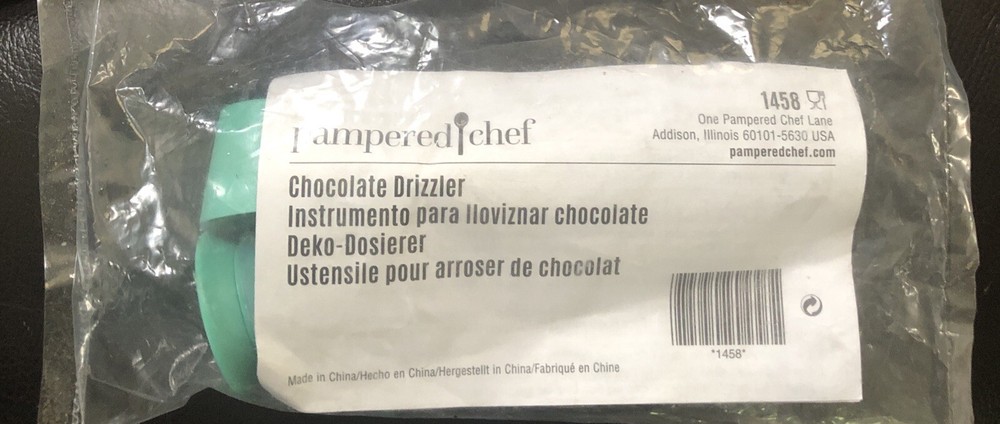 pampered chef
1458
One Pampered Chef Lane
Addison, Illinois 60101-5630 USA
pamperedchef.com
Chocolate Drizzler
Instrumento para lloviznar chocolate
Deko-Dosierer
Ustensile pour arroser de chocolat
*1458*
Made in China/Hecho en China/Hergestellt in China/Fabriqué en Chine